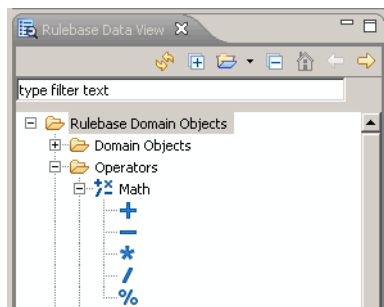 Rulebase Data View
type filter text
Rulebase Domain Objects
Domain Objects
Operators
Math
+
−
*
/
%